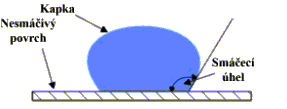 Kapka
Nesmáčivý
povrch
Smáčecí
úhel